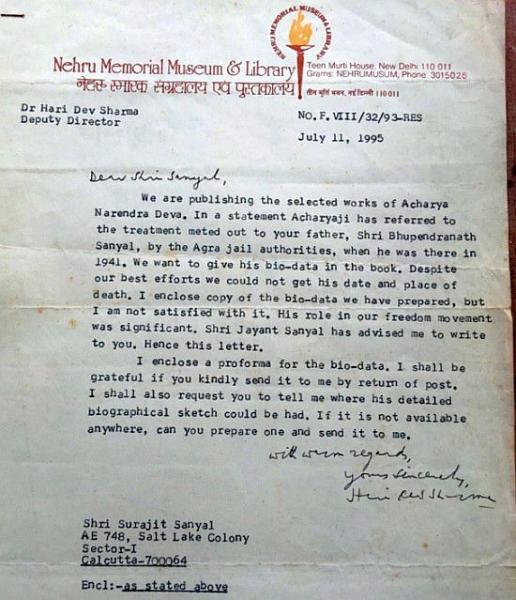 NEHRU MEMORIAL MUSEUM & LIBRARY
Nehru Memorial Museum & Library
नेहरू स्मारक संग्रहालय एवं पुस्तकालय
Teen Murti House, New Delhi 110 011
Grams: NEHRUMUSUM, Phone: 3015026
तीन मूर्ति भवन, नई दिल्ली 110 011
Dr Hari Dev Sharma
Deputy Director
NO.F.VIII/32/93-RES
July 11, 1995
Dear Shri Sanyal,
We are publishing the selected works of Acharya
Narendra Deva. In a statement Acharyaji has referred to
the treatment meted out to your father, Shri Bhupendranath
Sanyal, by the Agra jail authorities, when he was there in
1941. We want to give his bio-data in the book. Despite
our best efforts we could not get his date and place of
death. I enclose copy of the bio-data we have prepared, but
I am not satisfied with it. His role in our freedom movement
was significant. Shri Jayant Sanyal has advised me to write
to you. Hence this letter.
I enclose a proforma for the bio-data. I shall be
grateful if you kindly send it to me by return of post.
I shall also request you to tell me where his detailed
biographical sketch could be had. If it is not available
anywhere, can you prepare one and send it to me.
with warm regards,
yours sincerely,
Hari Dev Sharma
Shri Surajit Sanyal
AE 748, Salt Lake Colony
Sector-I
Calcutta-700064
Encl:-as stated above